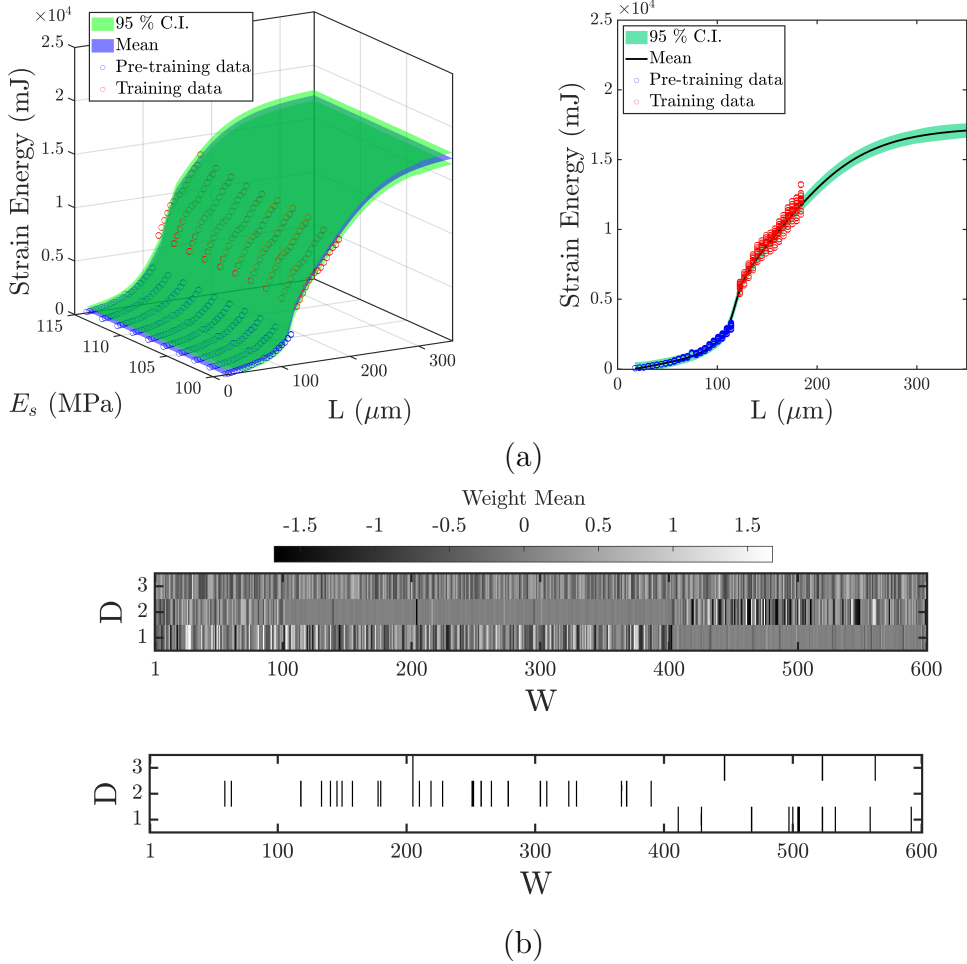 ×10⁴
2.5
2
1.5
1
0.5
0
Strain Energy (mJ)
95 % C.I.
Mean
Pre-training data
Training data
115
110
105
100
E_s (MPa)
0
100
200
300
L (μm)
×10⁴
2.5
2
1.5
1
0.5
0
Strain Energy (mJ)
95 % C.I.
Mean
Pre-training data
Training data
0 100 200 300
L (μm)
(a)
Weight Mean
-1.5 -1 -0.5 0 0.5 1 1.5
3
2
1
D
1 100 200 300 400 500 600
W
3
2
1
D
1 100 200 300 400 500 600
W
(b)